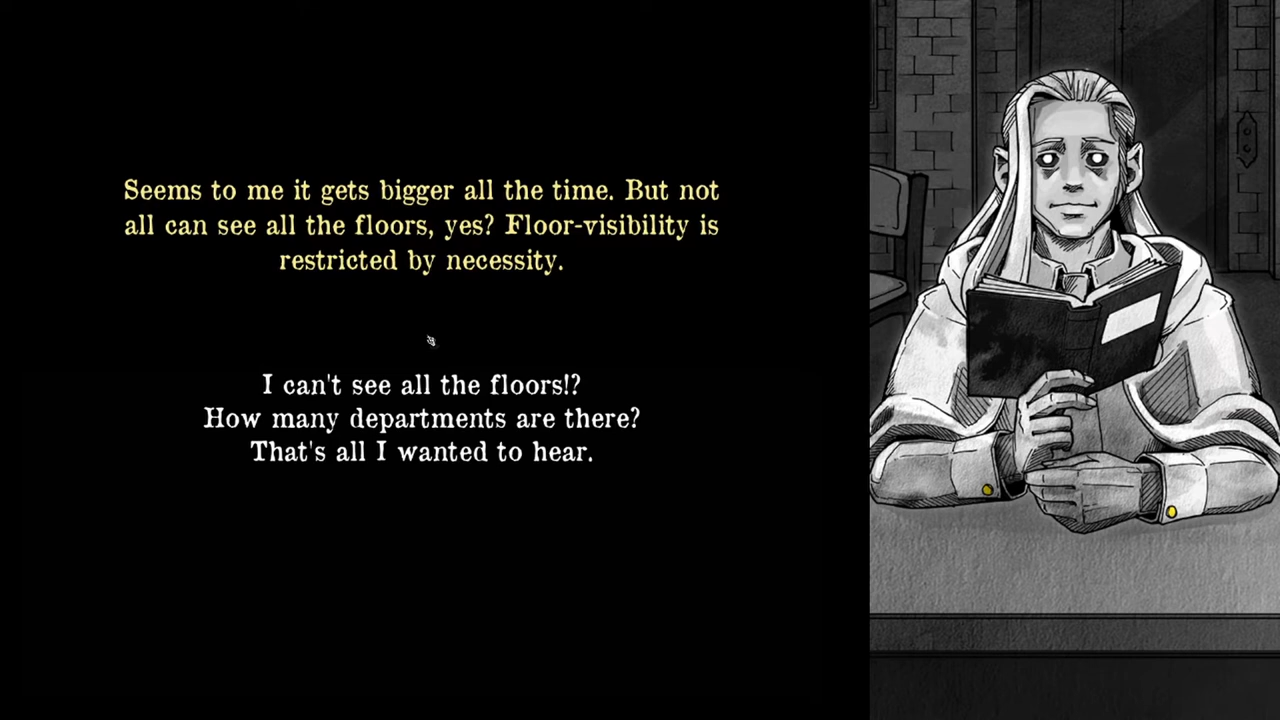 Seems to me it gets bigger all the time. But not
all can see all the floors, yes? Floor-visibility is
restricted by necessity.
I can't see all the floors!?
How many departments are there?
That's all I wanted to hear.